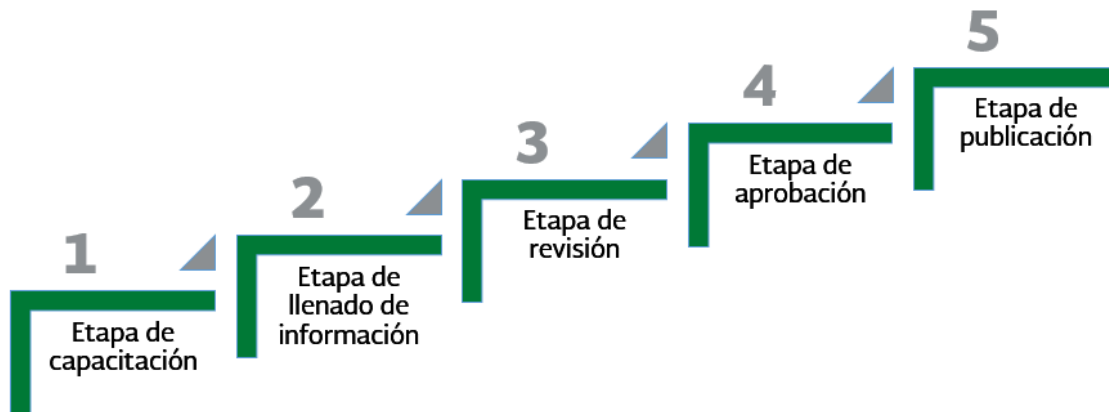 1
Etapa de
capacitación
2
Etapa de
llenado de
información
3
Etapa de
revisión
4
Etapa de
aprobación
5
Etapa de
publicación